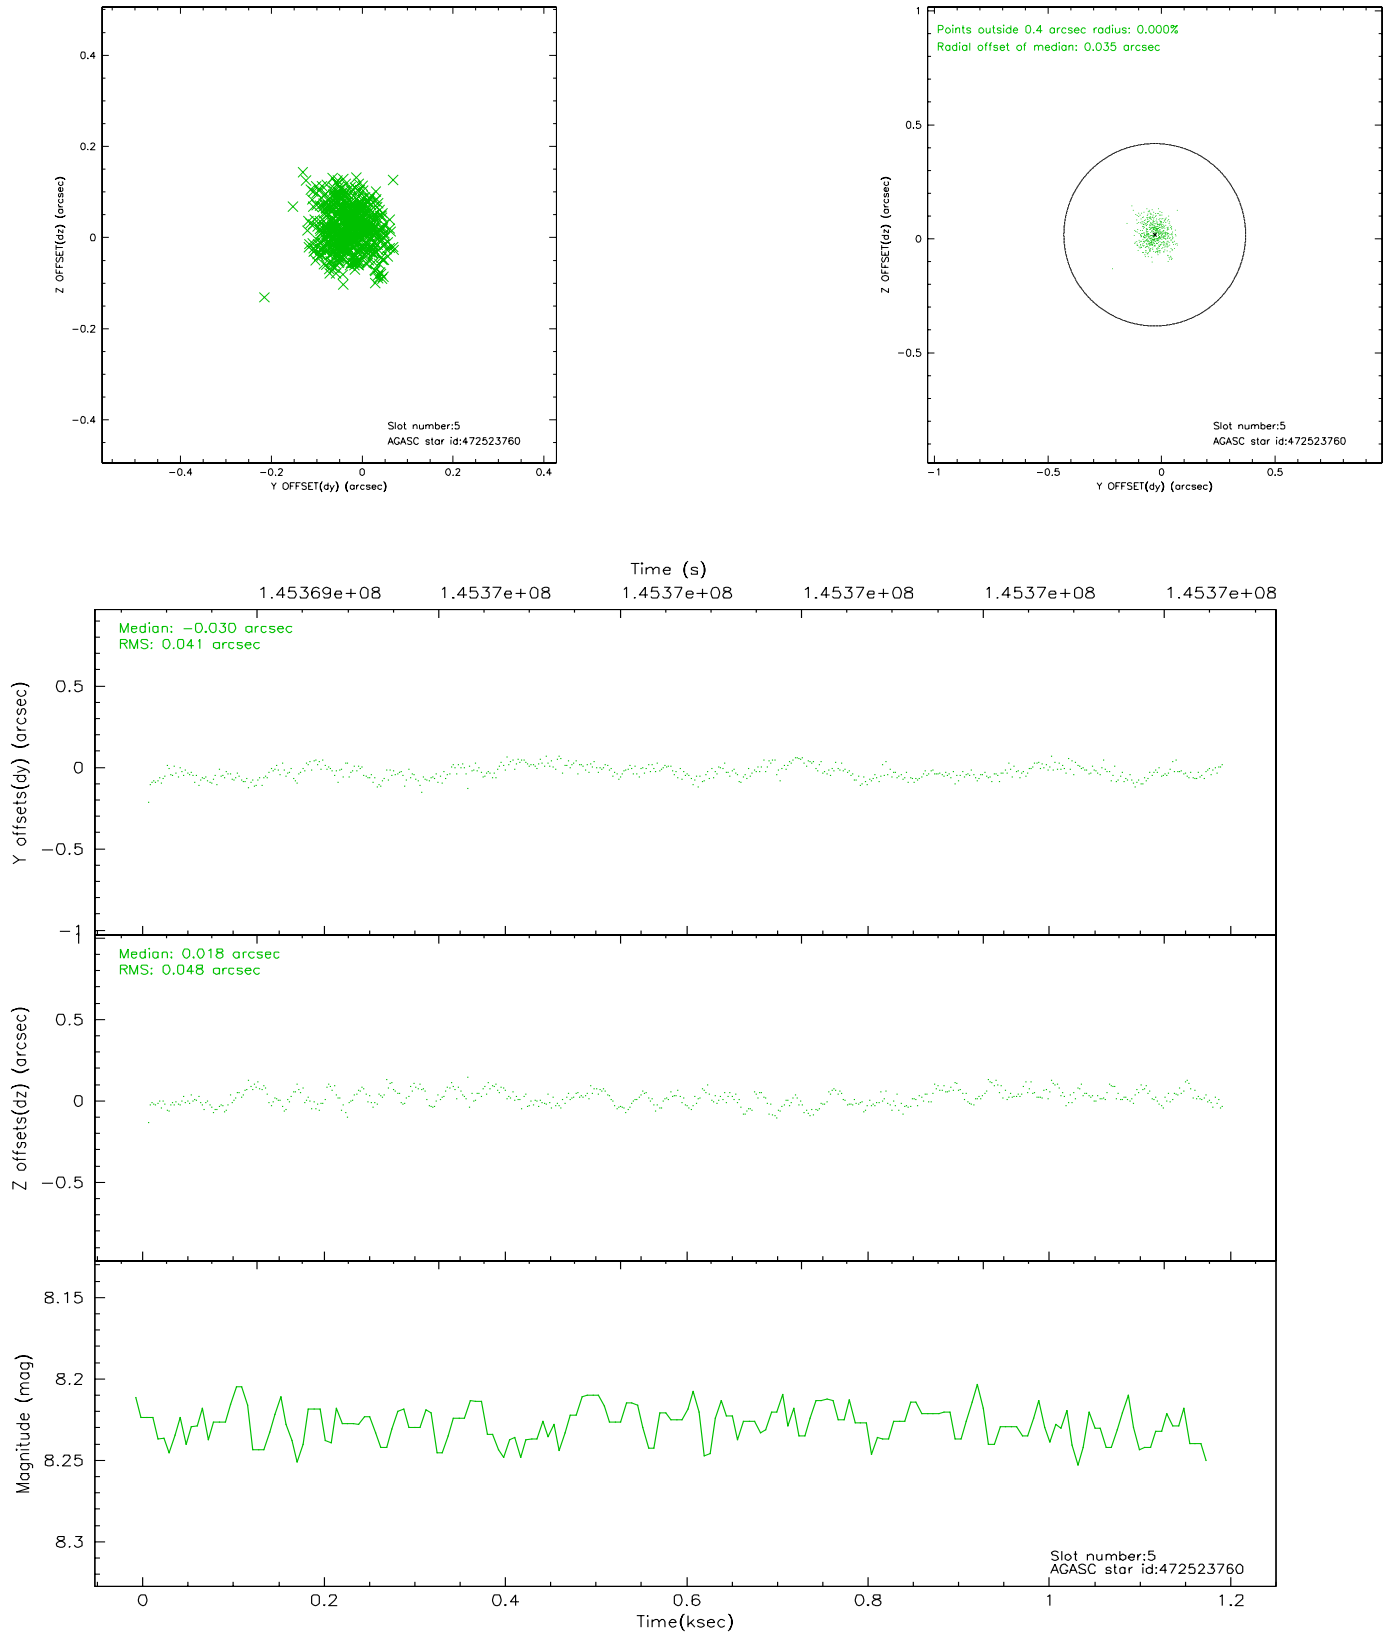 0.4
0.2
0
−0.2
−0.4
Z OFFSET(dz) (arcsec)
Slot number:5
AGASC star id:472523760
−0.4 −0.2 0 0.2 0.4
Y OFFSET(dy) (arcsec)
1
0.5
0
−0.5
Z OFFSET(dz) (arcsec)
Points outside 0.4 arcsec radius: 0.000%
Radial offset of median: 0.035 arcsec
Slot number:5
AGASC star id:472523760
−1 −0.5 0 0.5
Y OFFSET(dy) (arcsec)
Time (s)
1.45369e+08 1.4537e+08 1.4537e+08 1.4537e+08 1.4537e+08 1.4537e+08
Median: −0.030 arcsec
RMS: 0.041 arcsec
0.5
0
−0.5
−1
Y offsets(dy) (arcsec)
1
Median: 0.018 arcsec
RMS: 0.048 arcsec
0.5
0
−0.5
Z offsets(dz) (arcsec)
8.15
8.2
8.25
8.3
Magnitude (mag)
Slot number:5
AGASC star id:472523760
0 0.2 0.4 0.6 0.8 1 1.2
Time(ksec)